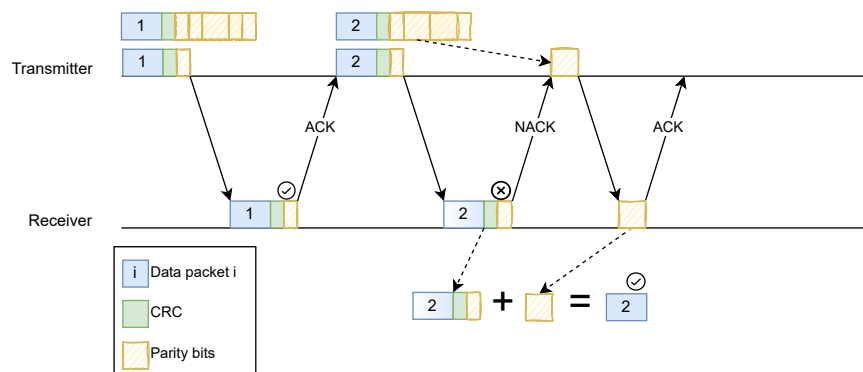 1
2
1
2
Transmitter
ACK
NACK
ACK
1
2
Receiver
i Data packet i
CRC
Parity bits
2 + = 2